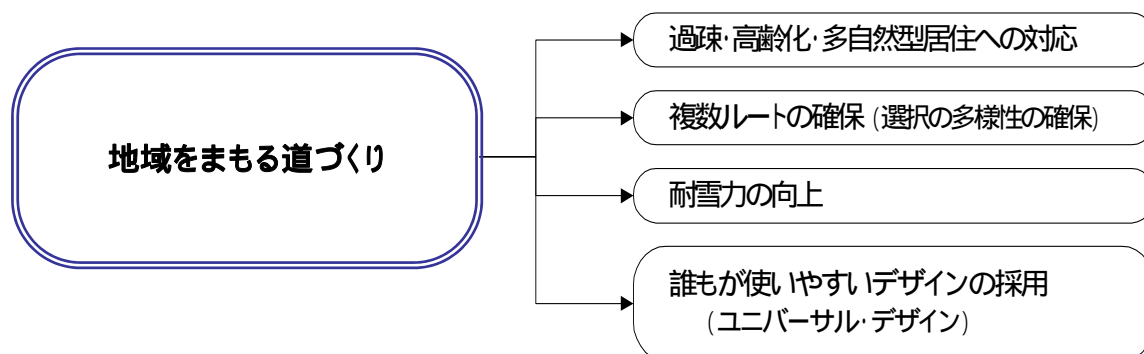 地域をまもる道づくり
過疎・高齢化・多自然型居住への対応
複数ルートの確保（選択の多様性の確保）
耐雪力の向上
誰もが使いやすいデザインの採用
（ユニバーサル・デザイン）